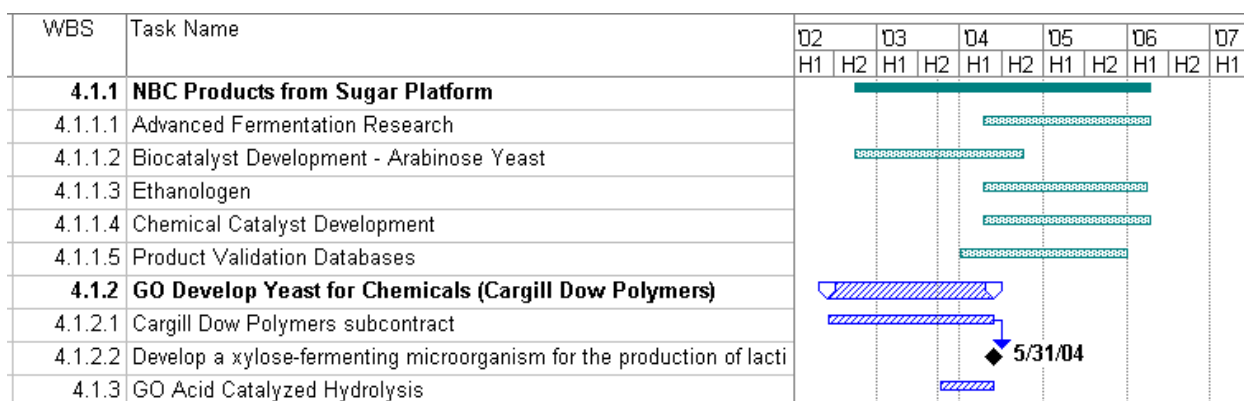 WBS Task Name '02 '03 '04 '05 '06 '07
H1 H2 H1 H2 H1 H2 H1 H2 H1 H2 H1
4.1.1 NBC Products from Sugar Platform
4.1.1.1 Advanced Fermentation Research
4.1.1.2 Biocatalyst Development - Arabinose Yeast
4.1.1.3 Ethanologen
4.1.1.4 Chemical Catalyst Development
4.1.1.5 Product Validation Databases
4.1.2 GO Develop Yeast for Chemicals (Cargill Dow Polymers)
4.1.2.1 Cargill Dow Polymers subcontract
4.1.2.2 Develop a xylose-fermenting microorganism for the production of lacti 5/31/04
4.1.3 GO Acid Catalyzed Hydrolysis